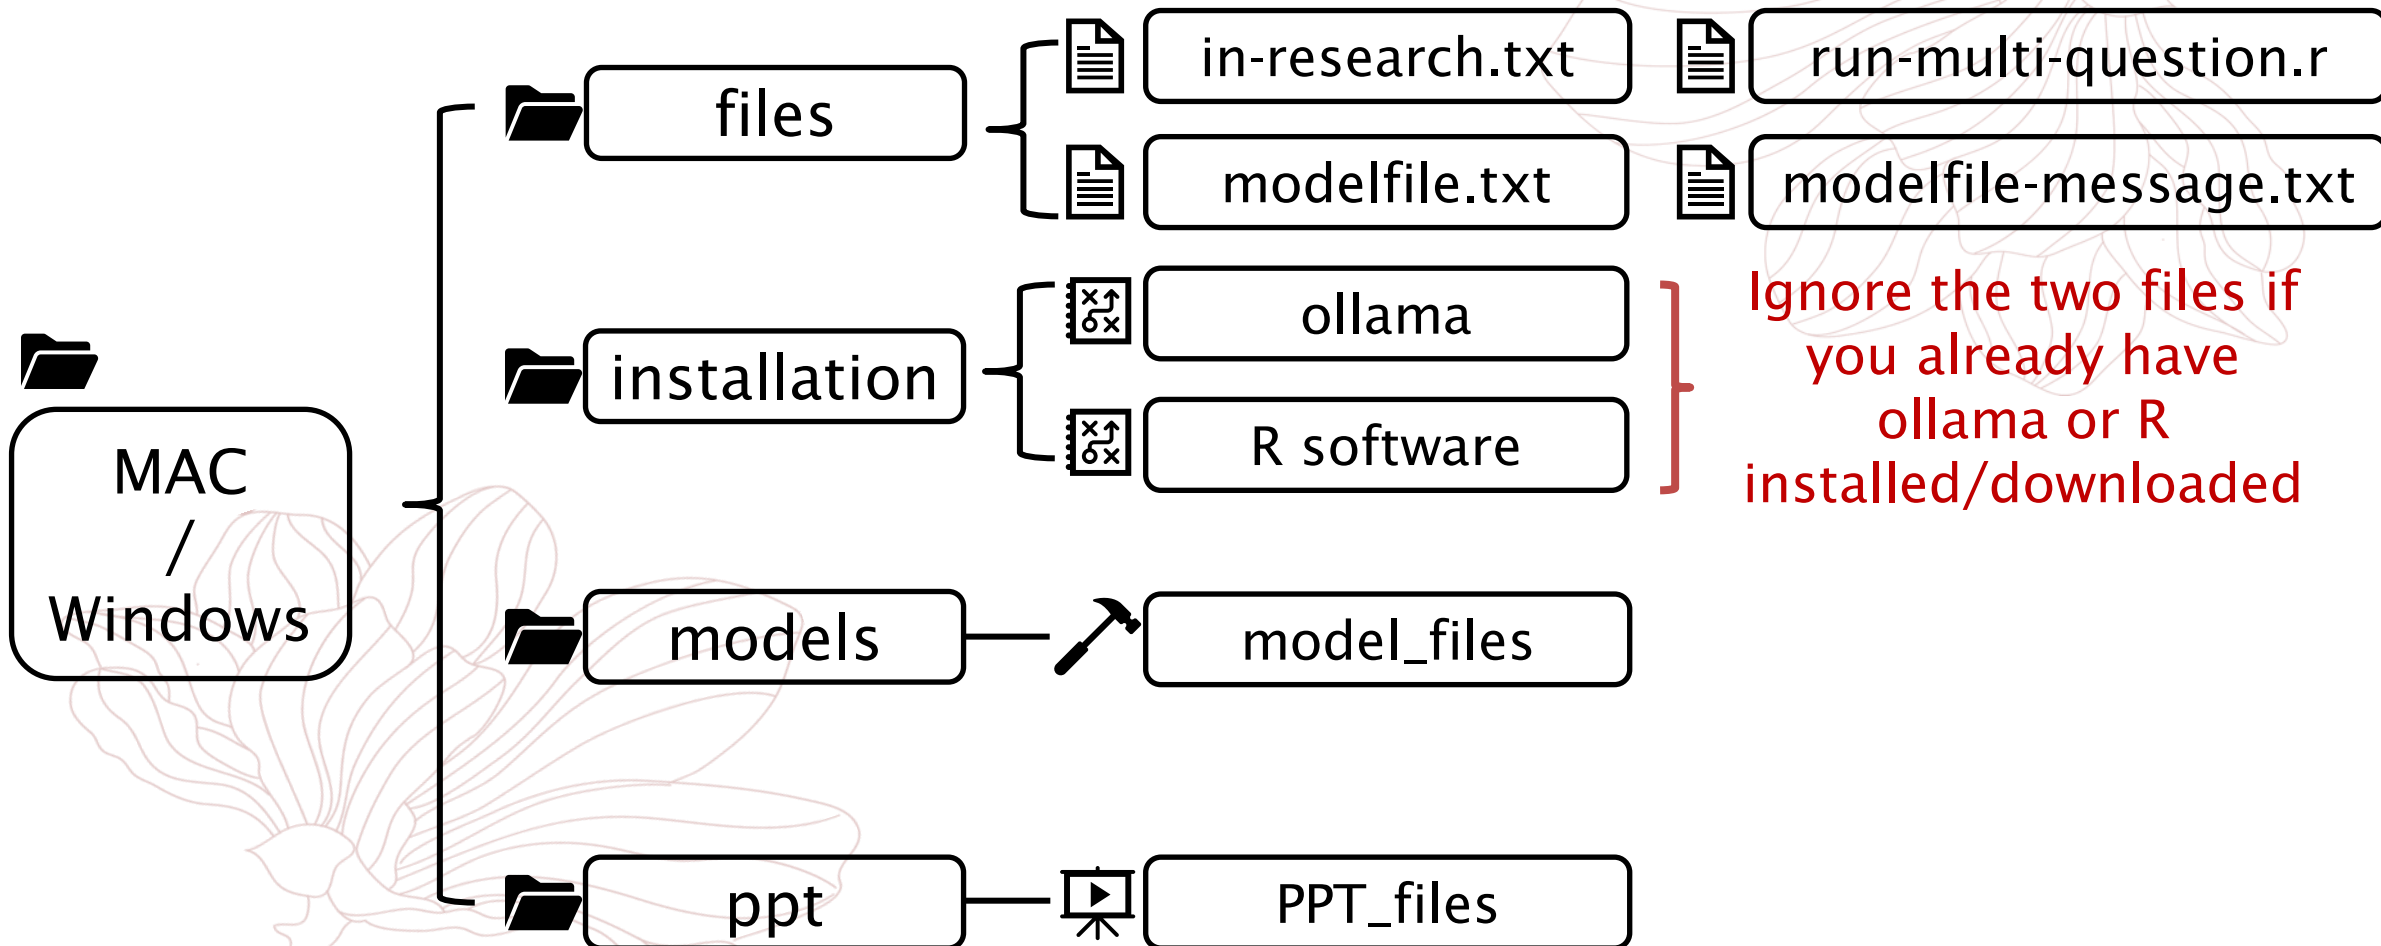 MAC
/
Windows
files
in-research.txt
run-multi-question.r
modelfile.txt
modelfile-message.txt
installation
ollama
R software
Ignore the two files if
you already have
ollama or R
installed/downloaded
models
model_files
ppt
PPT_files